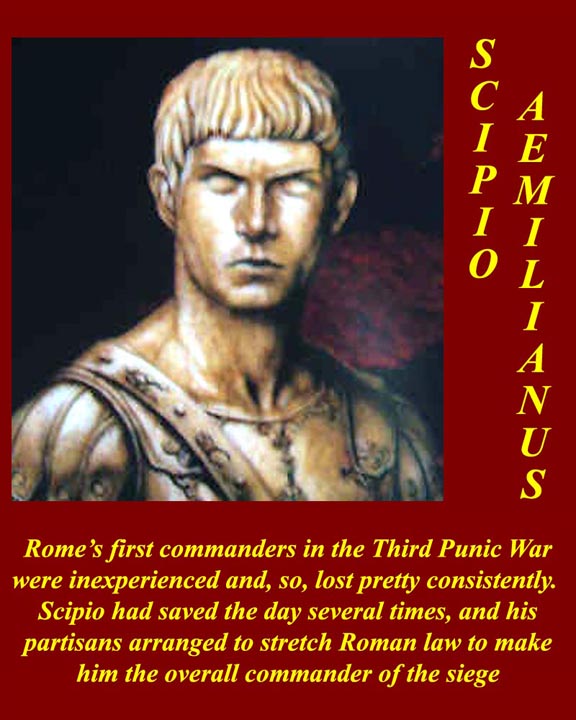 SCIPIO
AEMILIANUS
Rome’s first commanders in the Third Punic War
were inexperienced and, so, lost pretty consistently.
Scipio had saved the day several times, and his
partisans arranged to stretch Roman law to make
him the overall commander of the siege